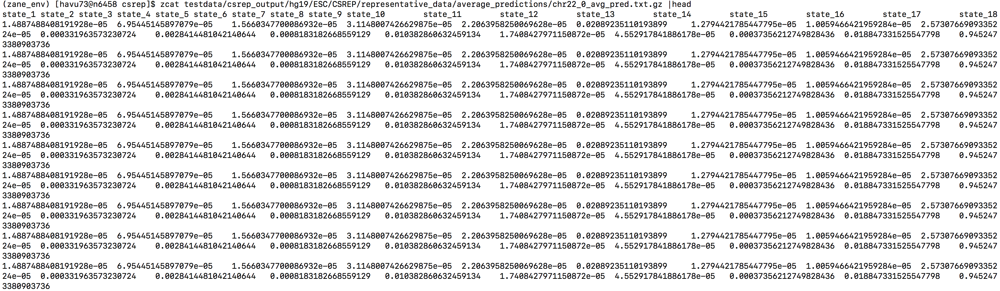 (zane_env) [havu73@n6458 csrep]$ zcat testdata/csrep_output/hg19/ESC/CSREP/representative_data/average_predictions/chr22_0_avg_pred.txt.gz |head
state_1 state_2 state_3 state_4 state_5 state_6 state_7 state_8 state_9 state_10 state_11 state_12 state_13 state_14 state_15 state_16 state_17 state_18
1.4887488408191928e-05 6.95445145897079e-05 1.5660347700086932e-05 3.1148007426629875e-05 2.2063958250069628e-05 0.02089235110193899 1.2794421785447795e-05 1.0059466421959284e-05 2.57307669093352
24e-05 0.000331963573230724 0.0028414481042140644 0.0008183182668559129 0.010382860632459134 1.7408427971150872e-05 4.552917841886178e-05 0.00037356212749828436 0.018847331525547798 0.945247
3380903736
1.4887488408191928e-05 6.95445145897079e-05 1.5660347700086932e-05 3.1148007426629875e-05 2.2063958250069628e-05 0.02089235110193899 1.2794421785447795e-05 1.0059466421959284e-05 2.57307669093352
24e-05 0.000331963573230724 0.0028414481042140644 0.0008183182668559129 0.010382860632459134 1.7408427971150872e-05 4.552917841886178e-05 0.00037356212749828436 0.018847331525547798 0.945247
3380903736
1.4887488408191928e-05 6.95445145897079e-05 1.5660347700086932e-05 3.1148007426629875e-05 2.2063958250069628e-05 0.02089235110193899 1.2794421785447795e-05 1.0059466421959284e-05 2.57307669093352
24e-05 0.000331963573230724 0.0028414481042140644 0.0008183182668559129 0.010382860632459134 1.7408427971150872e-05 4.552917841886178e-05 0.00037356212749828436 0.018847331525547798 0.945247
3380903736
1.4887488408191928e-05 6.95445145897079e-05 1.5660347700086932e-05 3.1148007426629875e-05 2.2063958250069628e-05 0.02089235110193899 1.2794421785447795e-05 1.0059466421959284e-05 2.57307669093352
24e-05 0.000331963573230724 0.0028414481042140644 0.0008183182668559129 0.010382860632459134 1.7408427971150872e-05 4.552917841886178e-05 0.00037356212749828436 0.018847331525547798 0.945247
3380903736
1.4887488408191928e-05 6.95445145897079e-05 1.5660347700086932e-05 3.1148007426629875e-05 2.2063958250069628e-05 0.02089235110193899 1.2794421785447795e-05 1.0059466421959284e-05 2.57307669093352
24e-05 0.000331963573230724 0.0028414481042140644 0.0008183182668559129 0.010382860632459134 1.7408427971150872e-05 4.552917841886178e-05 0.00037356212749828436 0.018847331525547798 0.945247
3380903736
1.4887488408191928e-05 6.95445145897079e-05 1.5660347700086932e-05 3.1148007426629875e-05 2.2063958250069628e-05 0.02089235110193899 1.2794421785447795e-05 1.0059466421959284e-05 2.57307669093352
24e-05 0.000331963573230724 0.0028414481042140644 0.0008183182668559129 0.010382860632459134 1.7408427971150872e-05 4.552917841886178e-05 0.00037356212749828436 0.018847331525547798 0.945247
3380903736
1.4887488408191928e-05 6.95445145897079e-05 1.5660347700086932e-05 3.1148007426629875e-05 2.2063958250069628e-05 0.02089235110193899 1.2794421785447795e-05 1.0059466421959284e-05 2.57307669093352
24e-05 0.000331963573230724 0.0028414481042140644 0.0008183182668559129 0.010382860632459134 1.7408427971150872e-05 4.552917841886178e-05 0.00037356212749828436 0.018847331525547798 0.945247
3380903736
1.4887488408191928e-05 6.95445145897079e-05 1.5660347700086932e-05 3.1148007426629875e-05 2.2063958250069628e-05 0.02089235110193899 1.2794421785447795e-05 1.0059466421959284e-05 2.57307669093352
24e-05 0.000331963573230724 0.0028414481042140644 0.0008183182668559129 0.010382860632459134 1.7408427971150872e-05 4.552917841886178e-05 0.00037356212749828436 0.018847331525547798 0.945247
3380903736
1.4887488408191928e-05 6.95445145897079e-05 1.5660347700086932e-05 3.1148007426629875e-05 2.2063958250069628e-05 0.02089235110193899 1.2794421785447795e-05 1.0059466421959284e-05 2.57307669093352
24e-05 0.000331963573230724 0.0028414481042140644 0.0008183182668559129 0.010382860632459134 1.7408427971150872e-05 4.552917841886178e-05 0.00037356212749828436 0.018847331525547798 0.945247
3380903736